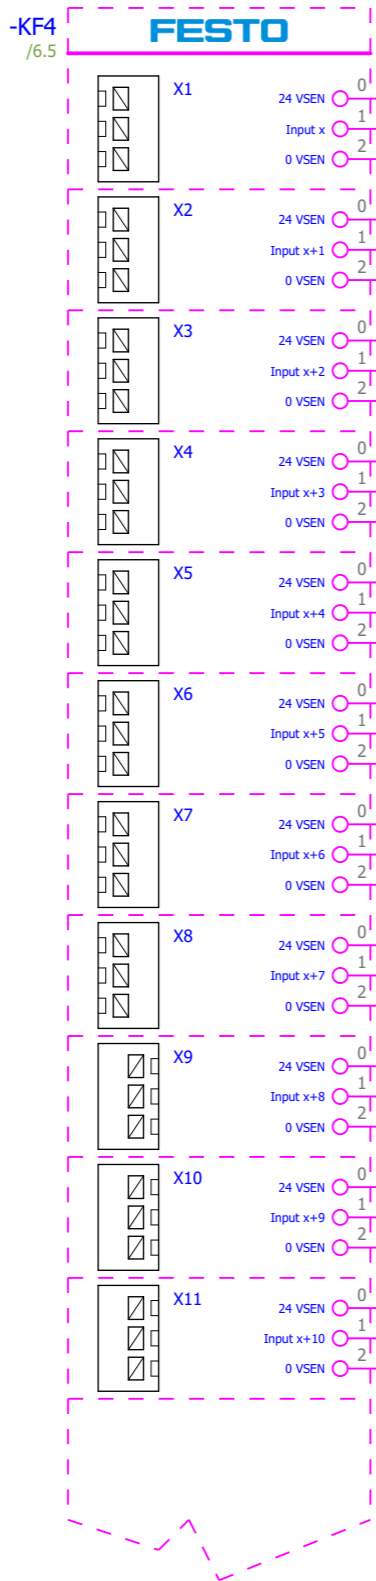 -KF4 FESTO
/6.5
X1
24 VSEN 0
Input x 1
0 VSEN 2
X2
24 VSEN 0
Input x+1 1
0 VSEN 2
X3
24 VSEN 0
Input x+2 1
0 VSEN 2
X4
24 VSEN 0
Input x+3 1
0 VSEN 2
X5
24 VSEN 0
Input x+4 1
0 VSEN 2
X6
24 VSEN 0
Input x+5 1
0 VSEN 2
X7
24 VSEN 0
Input x+6 1
0 VSEN 2
X8
24 VSEN 0
Input x+7 1
0 VSEN 2
X9
24 VSEN 0
Input x+8 1
0 VSEN 2
X10
24 VSEN 0
Input x+9 1
0 VSEN 2
X11
24 VSEN 0
Input x+10 1
0 VSEN 2